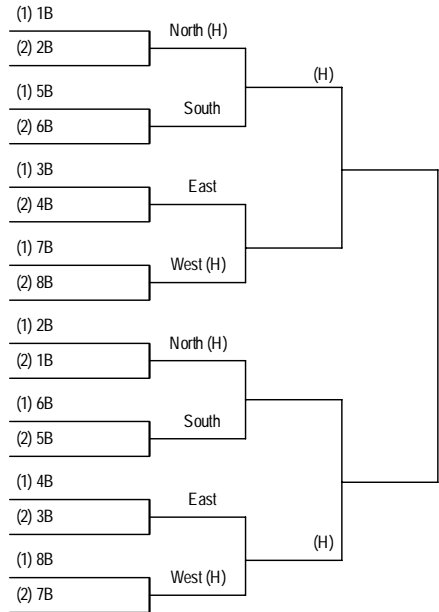 (1) 1B
North (H)
(2) 2B
(H)
(1) 5B
South
(2) 6B
(1) 3B
East
(2) 4B
(1) 7B
West (H)
(2) 8B
(1) 2B
North (H)
(2) 1B
(1) 6B
South
(2) 5B
(1) 4B
East
(2) 3B
(H)
(1) 8B
West (H)
(2) 7B